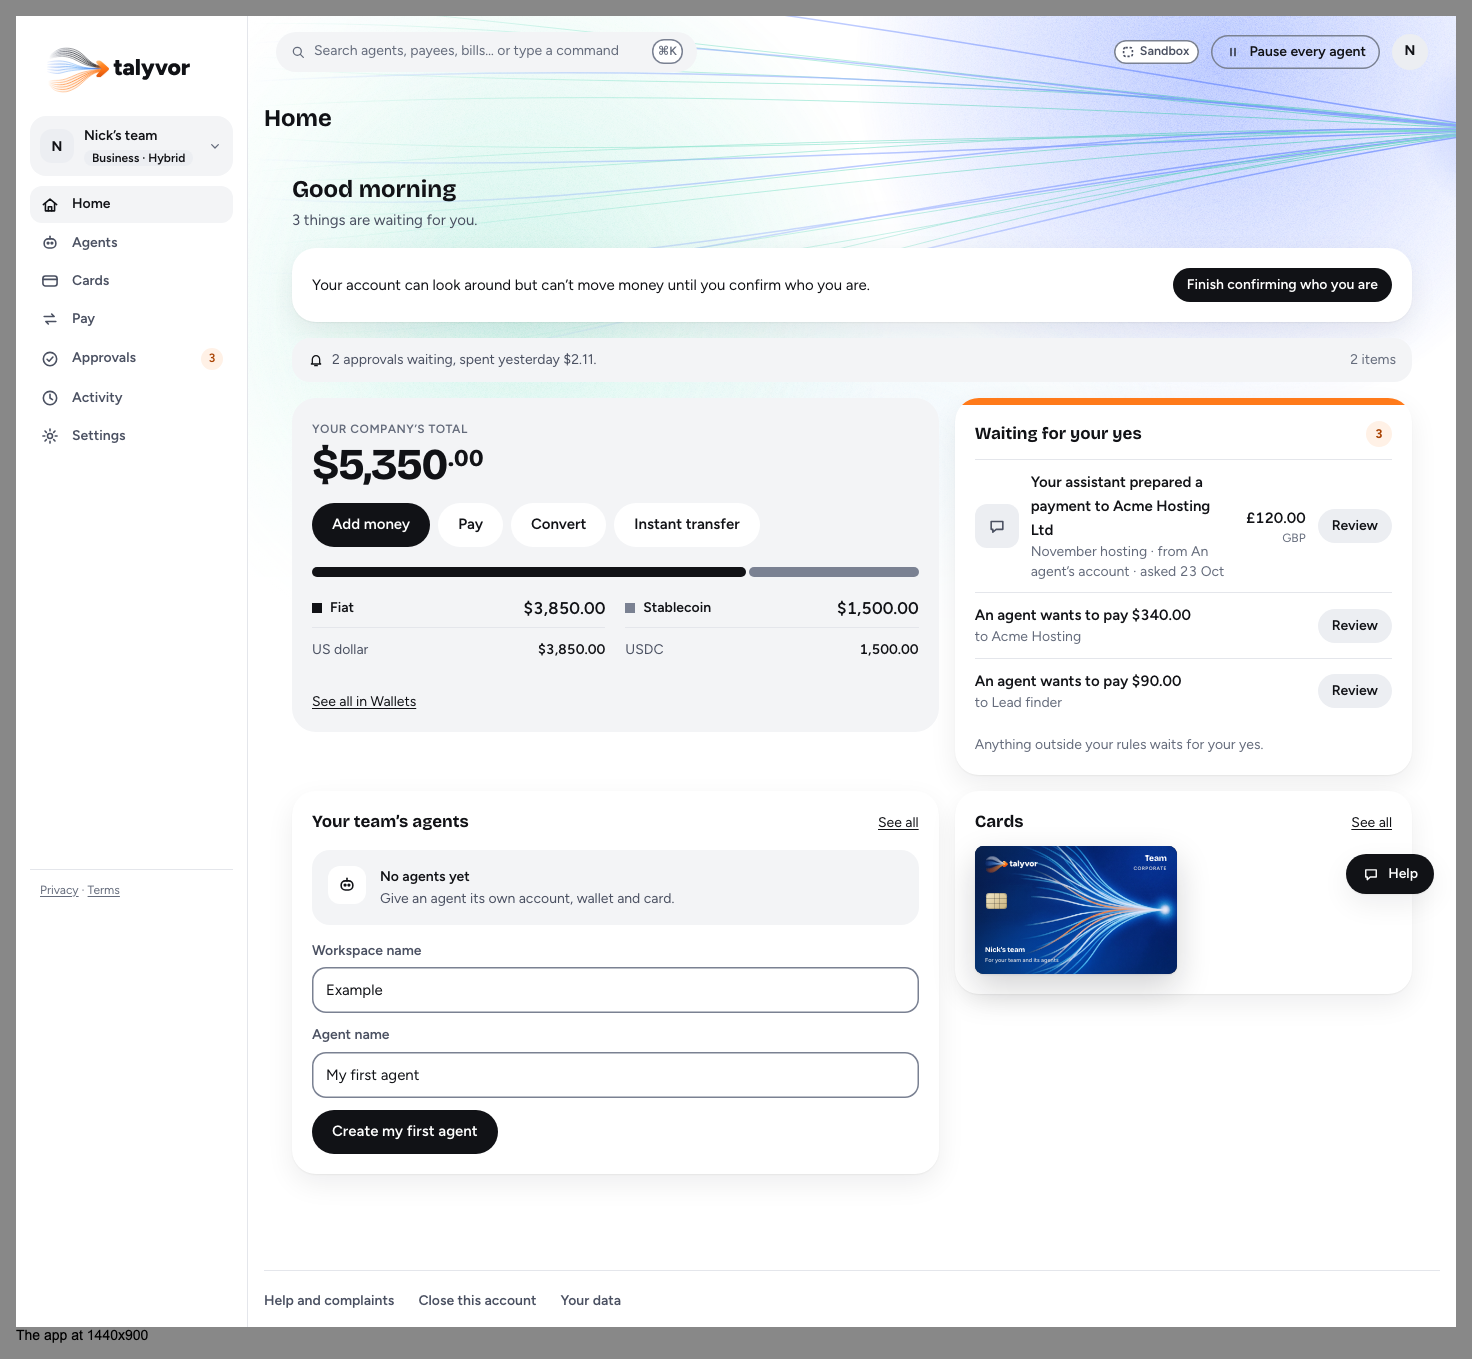 talyvor
Search agents, payees, bills... or type a command
⌘K
Sandbox
Pause every agent
N
N
Nick's team
Business · Hybrid
Home
Agents
Cards
Pay
Approvals
3
Activity
Settings
Privacy · Terms
Home
Good morning
3 things are waiting for you.
Your account can look around but can't move money until you confirm who you are.
Finish confirming who you are
2 approvals waiting, spent yesterday $2.11.
2 items
YOUR COMPANY'S TOTAL
$5,350.00
Add money
Pay
Convert
Instant transfer
Fiat
$3,850.00
Stablecoin
$1,500.00
US dollar
$3,850.00
USDC
1,500.00
See all in Wallets
Waiting for your yes
3
Your assistant prepared a
payment to Acme Hosting
Ltd
November hosting · from An
agent's account · asked 23 Oct
£120.00
GBP
Review
An agent wants to pay $340.00
to Acme Hosting
Review
An agent wants to pay $90.00
to Lead finder
Review
Anything outside your rules waits for your yes.
Your team's agents
See all
No agents yet
Give an agent its own account, wallet and card.
Workspace name
Example
Agent name
My first agent
Create my first agent
Cards
See all
talyvor
Team
CORPORATE
Nick's team
For your team and its agents
Help
Help and complaints
Close this account
Your data
The app at 1440x900